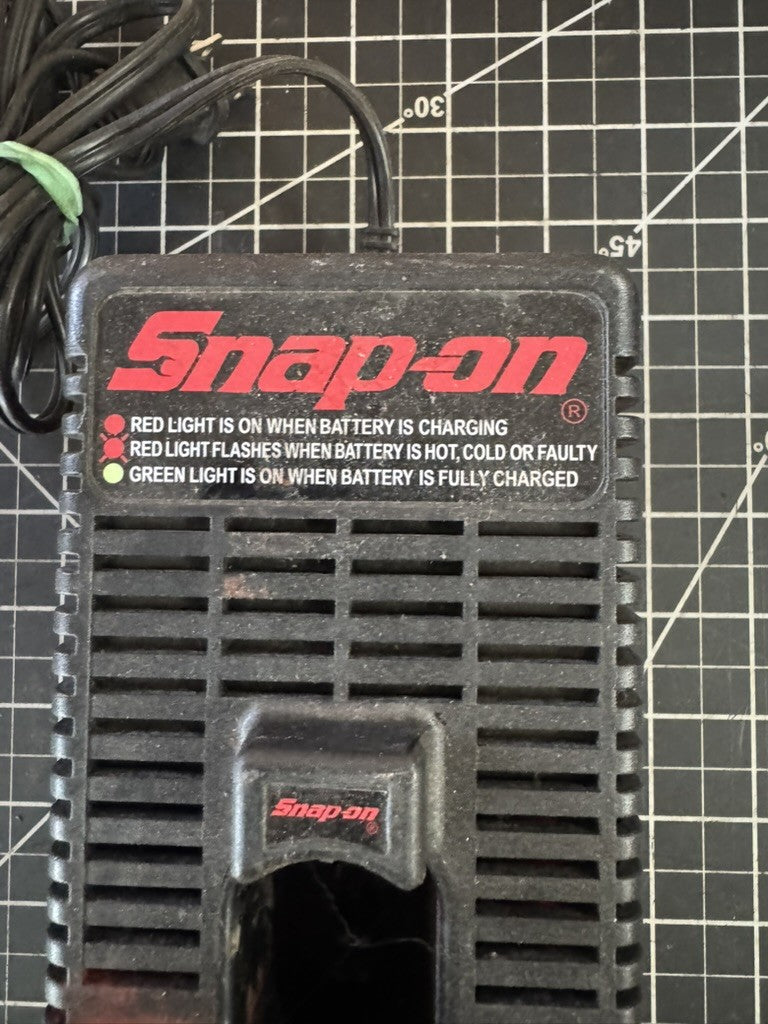 30°
45°
Snap-on®
RED LIGHT IS ON WHEN BATTERY IS CHARGING
RED LIGHT FLASHES WHEN BATTERY IS HOT, COLD OR FAULTY
GREEN LIGHT IS ON WHEN BATTERY IS FULLY CHARGED
Snap-on®